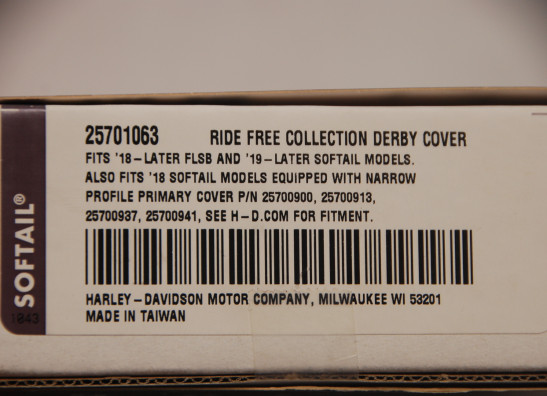 25701063 RIDE FREE COLLECTION DERBY COVER
FITS '18-LATER FLSB AND '19-LATER SOFTAIL MODELS.
ALSO FITS '18 SOFTAIL MODELS EQUIPPED WITH NARROW
PROFILE PRIMARY COVER P/N 25700900, 25700913,
25700937, 25700941, SEE H-D.COM FOR FITMENT.
HARLEY-DAVIDSON MOTOR COMPANY, MILWAUKEE WI 53201
MADE IN TAIWAN
SOFTAIL®
1843